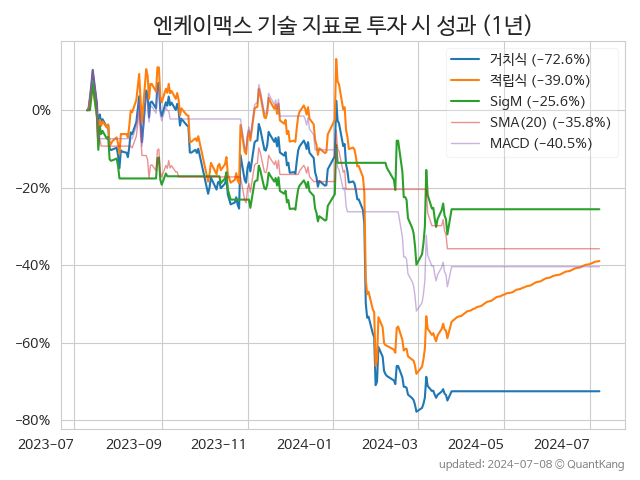 엔케이맥스 기술 지표로 투자 시 성과 (1년)
거치식 (−72.6%)
적립식 (−39.0%)
SigM (−25.6%)
SMA(20) (−35.8%)
MACD (−40.5%)
0%
−20%
−40%
−60%
−80%
2023−07 2023−09 2023−11 2024−01 2024−03 2024−05 2024−07
updated: 2024−07−08 ⓒ QuantKang